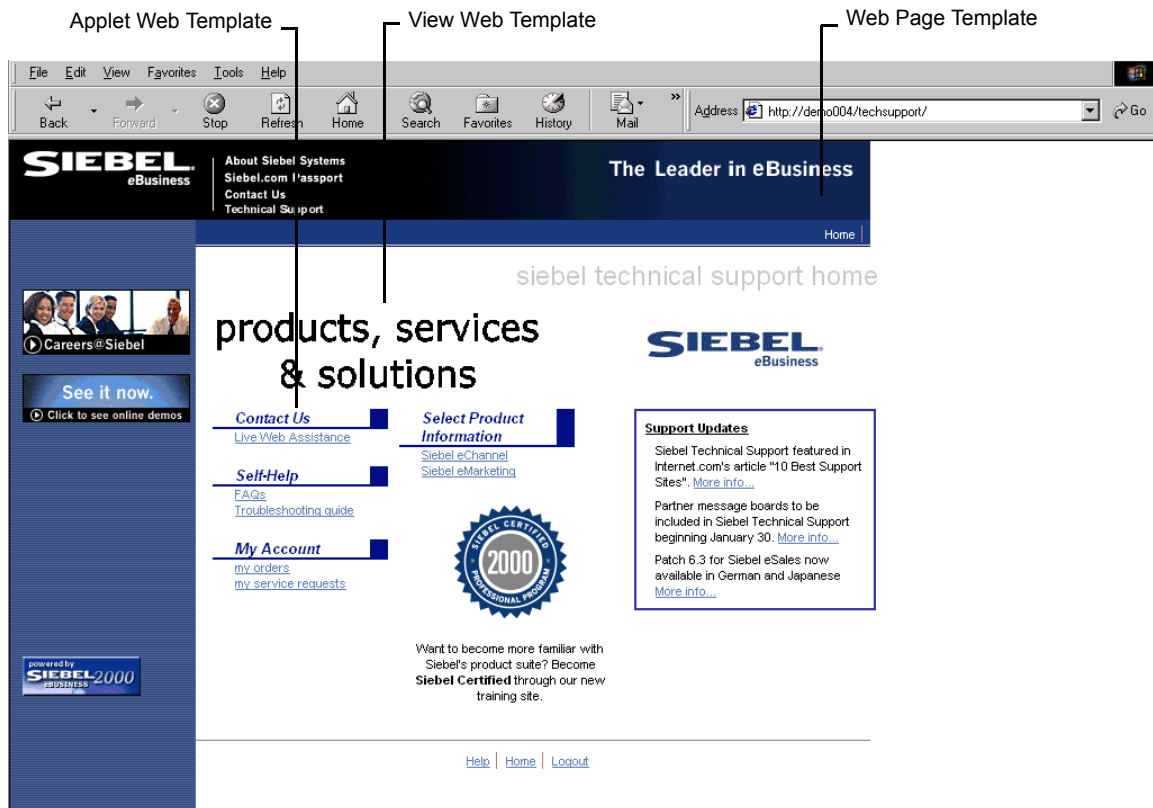 Applet Web Template
View Web Template
Web Page Template
File Edit View Favorites Tools Help
Back Forward Stop Refresh Home Search Favorites History Mail » Address http://demo004/techsupport/ Go
SIEBEL.
eBusiness
About Siebel Systems
Siebel.com Passport
Contact Us
Technical Support
The Leader in eBusiness
Home
siebel technical support home
Careers@Siebel
See it now.
Click to see online demos
powered by
SIEBEL 2000
eBUSINESS
products, services
& solutions
SIEBEL.
eBusiness
Contact Us
Live Web Assistance
Self-Help
FAQs
Troubleshooting guide
My Account
my orders
my service requests
Select Product
Information
Siebel eChannel
Siebel eMarketing
SIEBEL CERTIFIED
2000
PROFESSIONAL PROGRAM
Want to become more familiar with
Siebel's product suite? Become
Siebel Certified through our new
training site.
Support Updates
Siebel Technical Support featured in
Internet.com's article "10 Best Support
Sites". More info...
Partner message boards to be
included in Siebel Technical Support
beginning January 30. More info...
Patch 6.3 for Siebel eSales now
available in German and Japanese
More info...
Help | Home | Logout